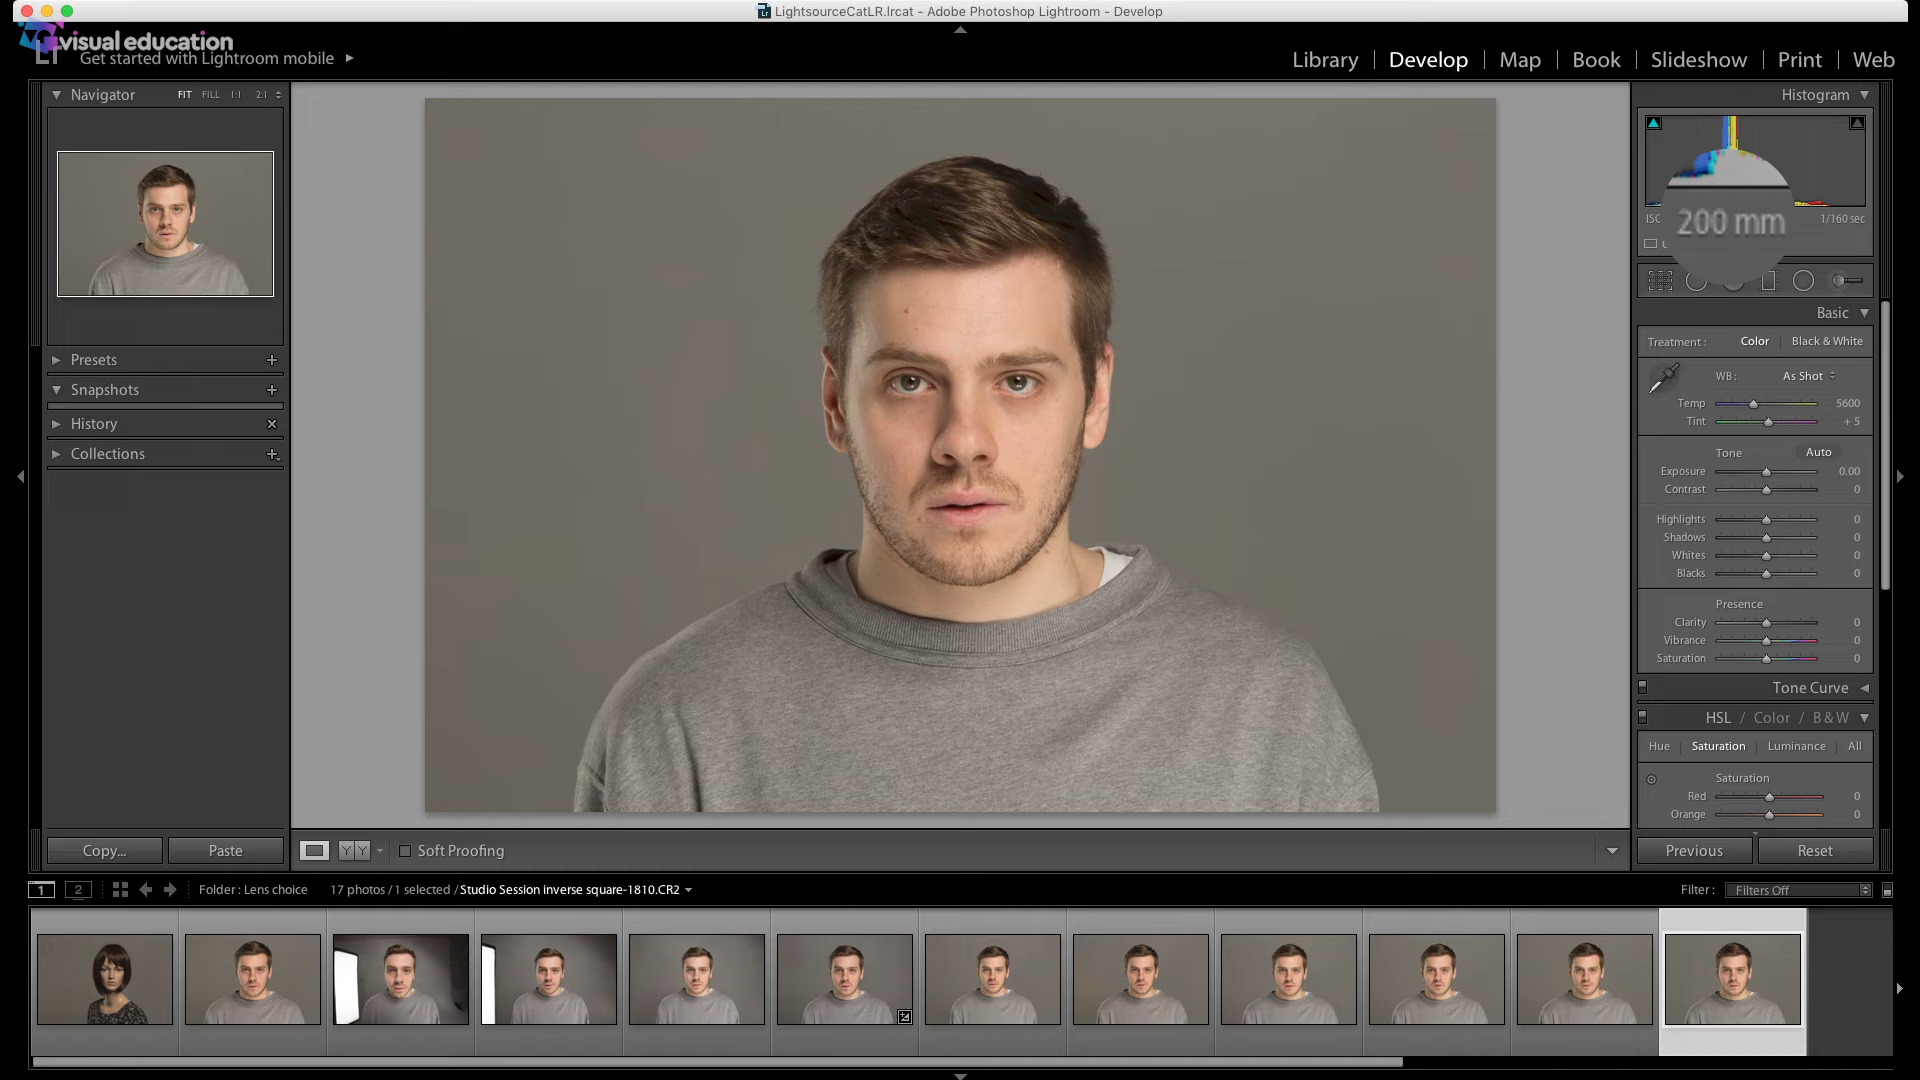 LightsourceCatLR.lrcat - Adobe Photoshop Lightroom - Develop
visual education
Get started with Lightroom mobile
Library | Develop | Map | Book | Slideshow | Print | Web
Navigator FIT FILL 1:1 2:1
Histogram
200 mm
1/160 sec
Basic
Treatment : Color Black & White
WB : As Shot
Temp 5600
Tint + 5
Tone Auto
Exposure 0.00
Contrast 0
Highlights 0
Shadows 0
Whites 0
Blacks 0
Presence
Clarity 0
Vibrance 0
Saturation 0
Tone Curve
HSL / Color / B & W
Hue Saturation Luminance All
Saturation
Red 0
Orange 0
Previous Reset
Presets
Snapshots
History
Collections
Copy... Paste
YY Soft Proofing
1 2 Folder : Lens choice 17 photos / 1 selected / Studio Session inverse square-1810.CR2
Filter : Filters Off